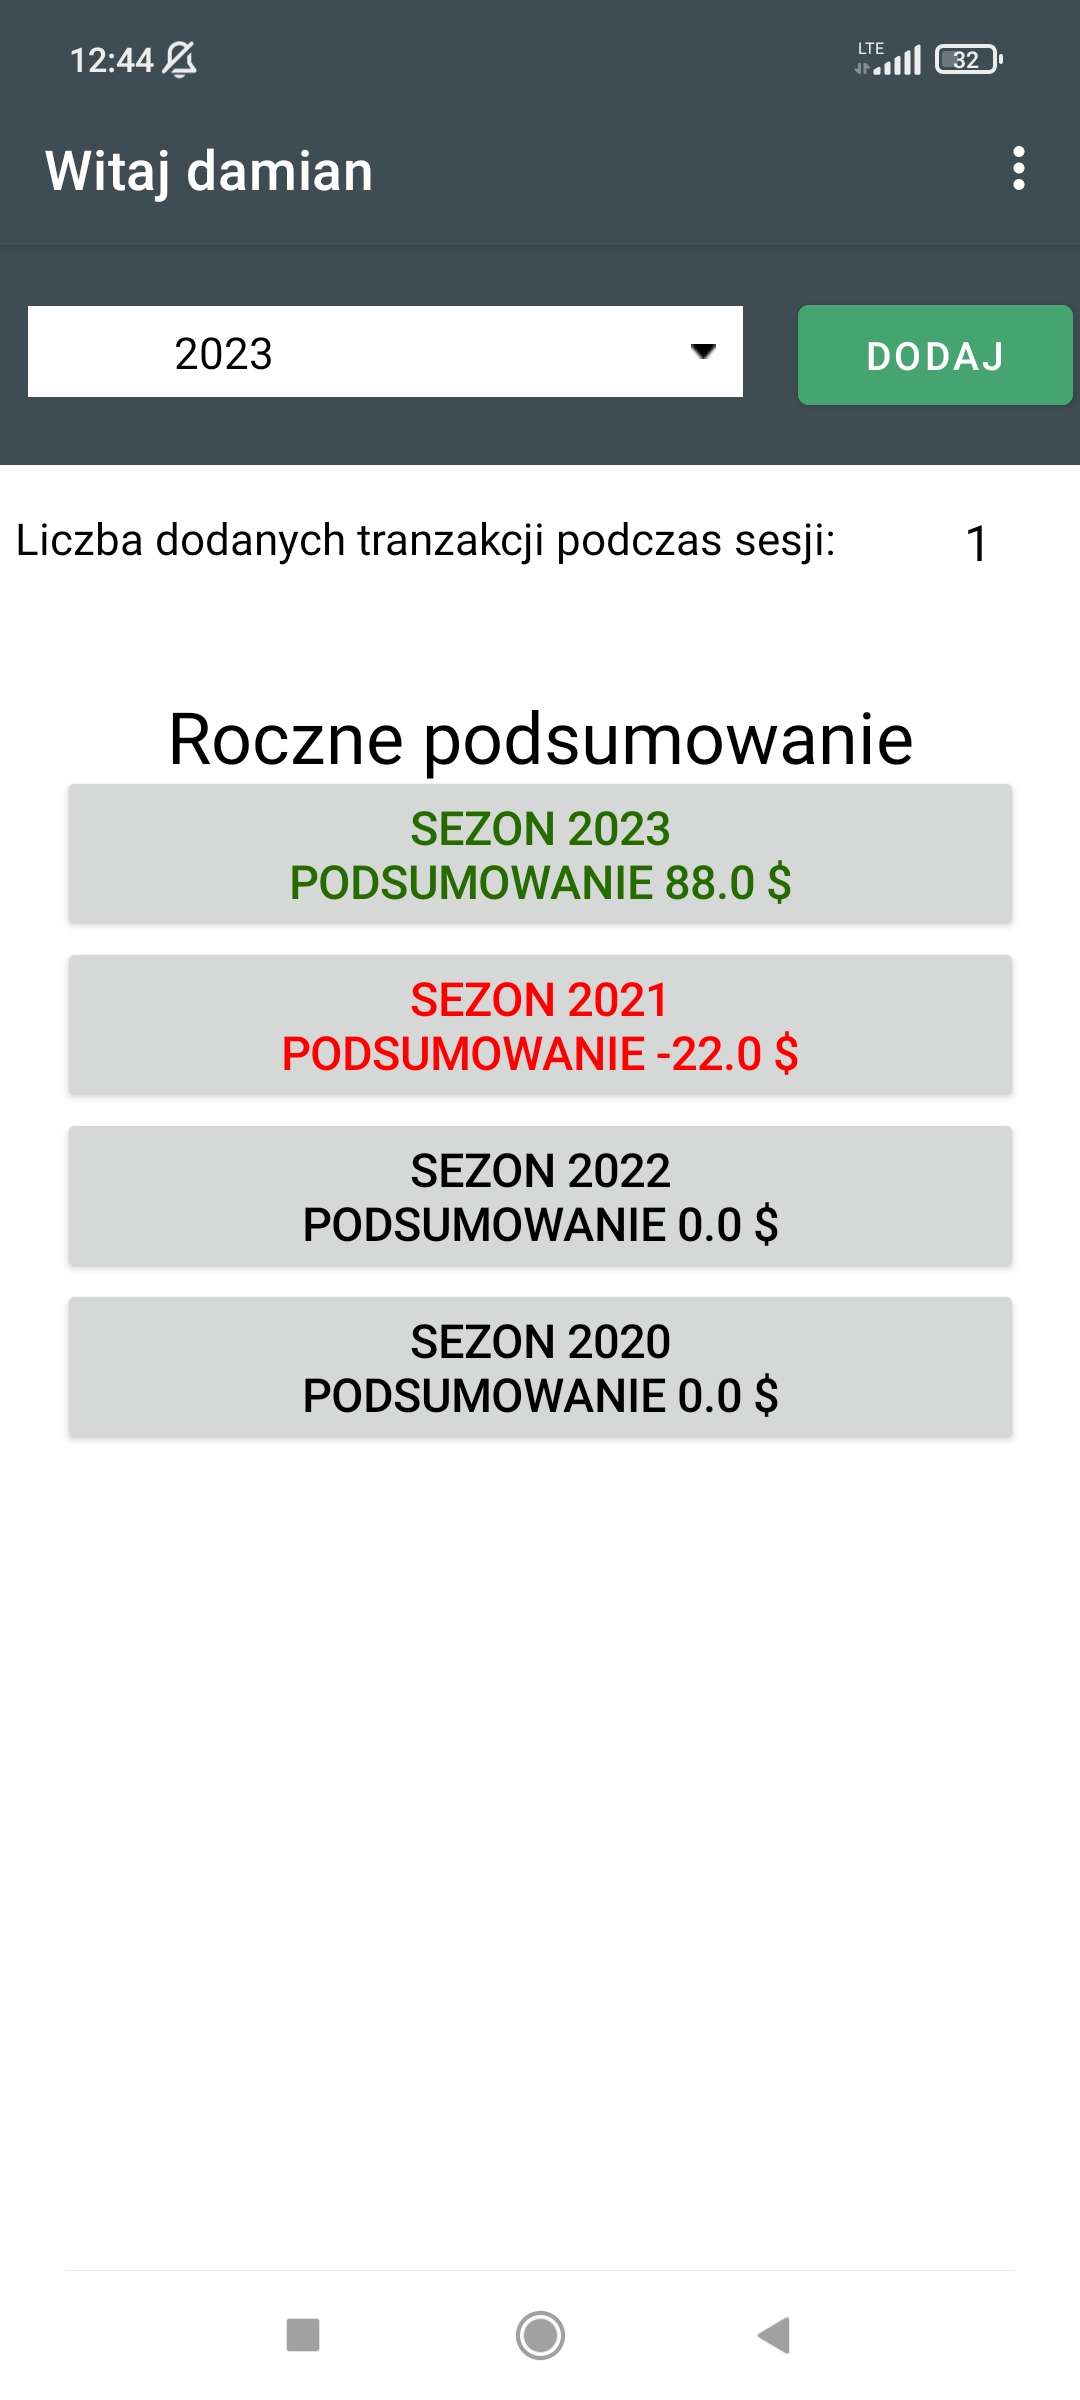 12:44
LTE
32
Witaj damian
2023
DODAJ
Liczba dodanych tranzakcji podczas sesji: 1
Roczne podsumowanie
SEZON 2023
PODSUMOWANIE 88.0 $
SEZON 2021
PODSUMOWANIE -22.0 $
SEZON 2022
PODSUMOWANIE 0.0 $
SEZON 2020
PODSUMOWANIE 0.0 $